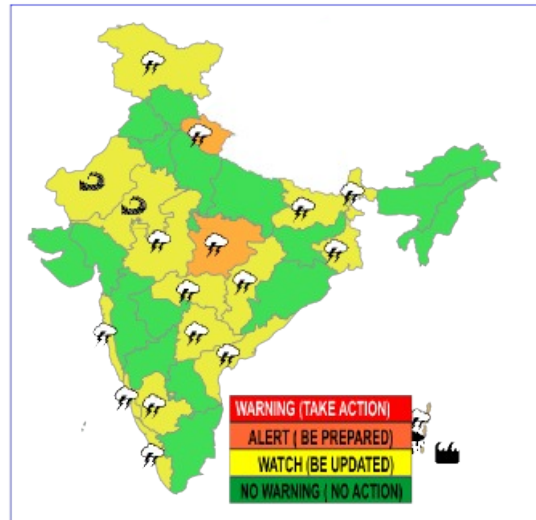 WARNING (TAKE ACTION)
ALERT ( BE PREPARED)
WATCH (BE UPDATED)
NO WARNING ( NO ACTION)